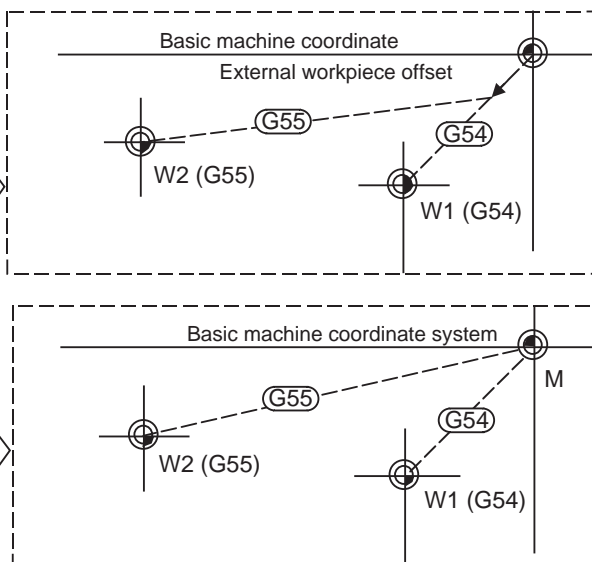 Basic machine coordinate
External workpiece offset
G55
G54
W2 (G55)
W1 (G54)
Basic machine coordinate system
M
G55
G54
W2 (G55)
W1 (G54)